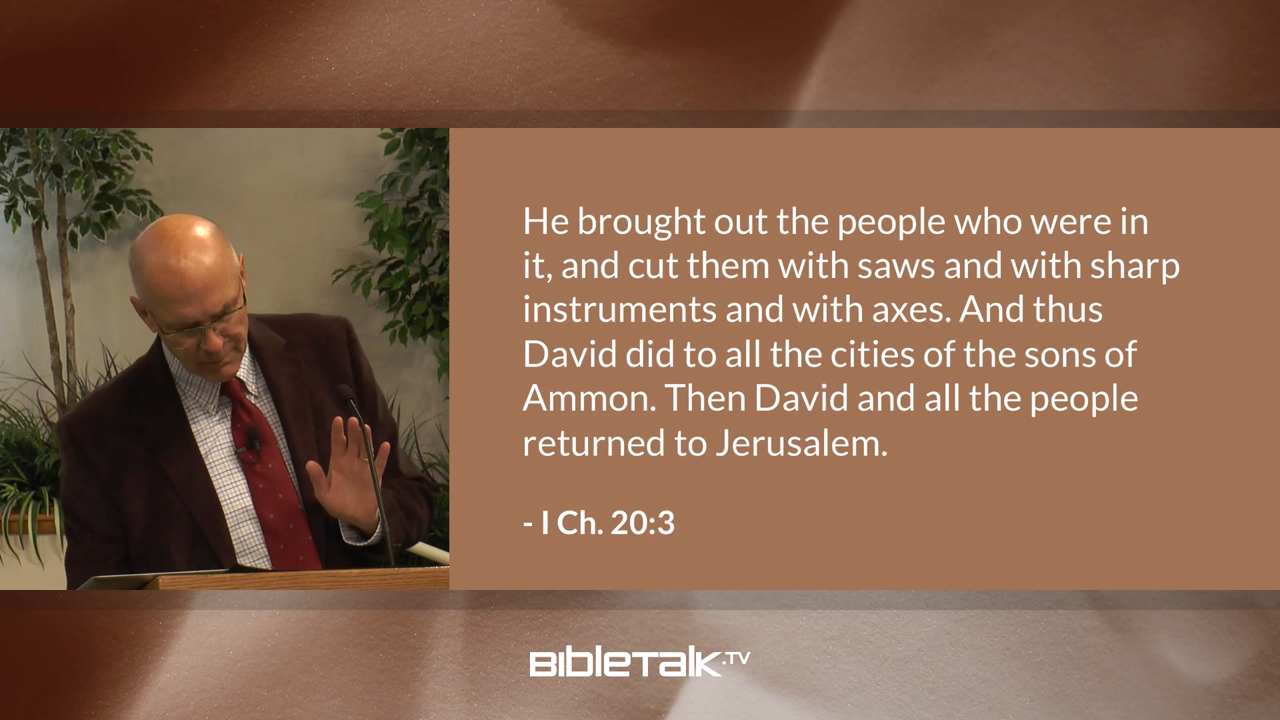 He brought out the people who were in
it, and cut them with saws and with sharp
instruments and with axes. And thus
David did to all the cities of the sons of
Ammon. Then David and all the people
returned to Jerusalem.
- I Ch. 20:3
BIBLETALK.TV